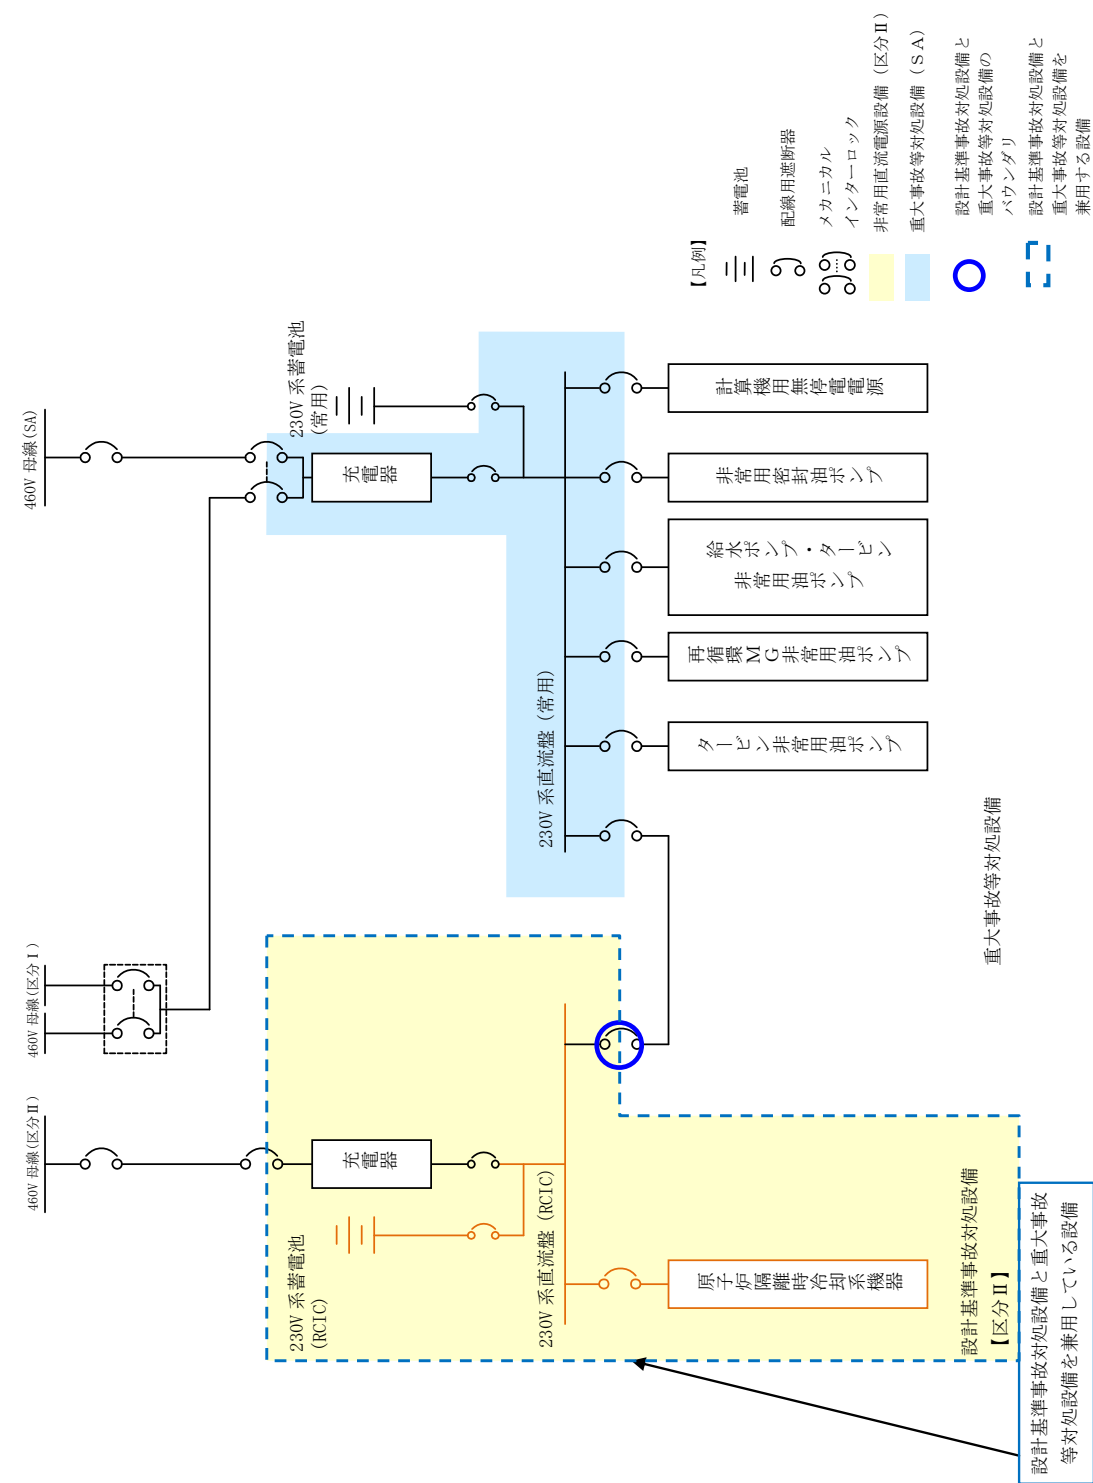 460V 母線(区分Ⅱ)
460V 母線(区分Ⅰ)
460V 母線(SA)
230V 系蓄電池
(RCIC)
充電器
230V 系直流盤 (RCIC)
原子炉隔離時冷却系機器
設計基準事故対処設備
【区分Ⅱ】
設計基準事故対処設備と重大事故
等対処設備を兼用している設備
230V 系蓄電池
(常用)
充電器
230V 系直流盤 (常用)
タービン非常用油ポンプ
再循環MG非常用油ポンプ
給水ポンプ・タービン
非常用油ポンプ
非常用密封油ポンプ
計算機用無停電電源
重大事故等対処設備
【凡例】
蓄電池
配線用遮断器
メカニカル
インターロック
非常用直流電源設備(区分Ⅱ)
重大事故等対処設備(SA)
設計基準事故対処設備と
重大事故等対処設備の
バウンダリ
設計基準事故対処設備と
重大事故等対処設備を
兼用する設備